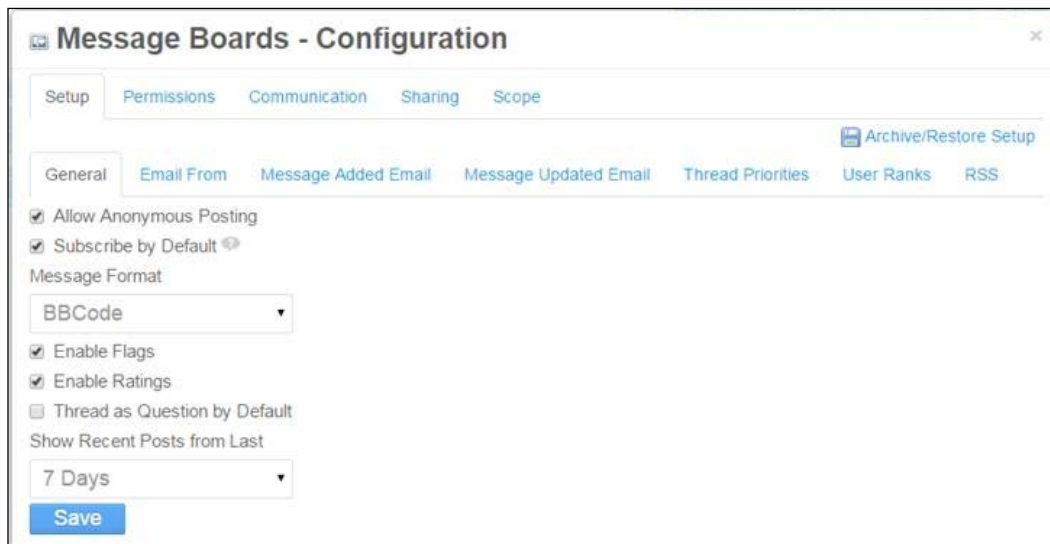 Message Boards - Configuration
Setup Permissions Communication Sharing Scope
Archive/Restore Setup
General Email From Message Added Email Message Updated Email Thread Priorities User Ranks RSS
Allow Anonymous Posting
Subscribe by Default
Message Format
BBCode
Enable Flags
Enable Ratings
Thread as Question by Default
Show Recent Posts from Last
7 Days
Save